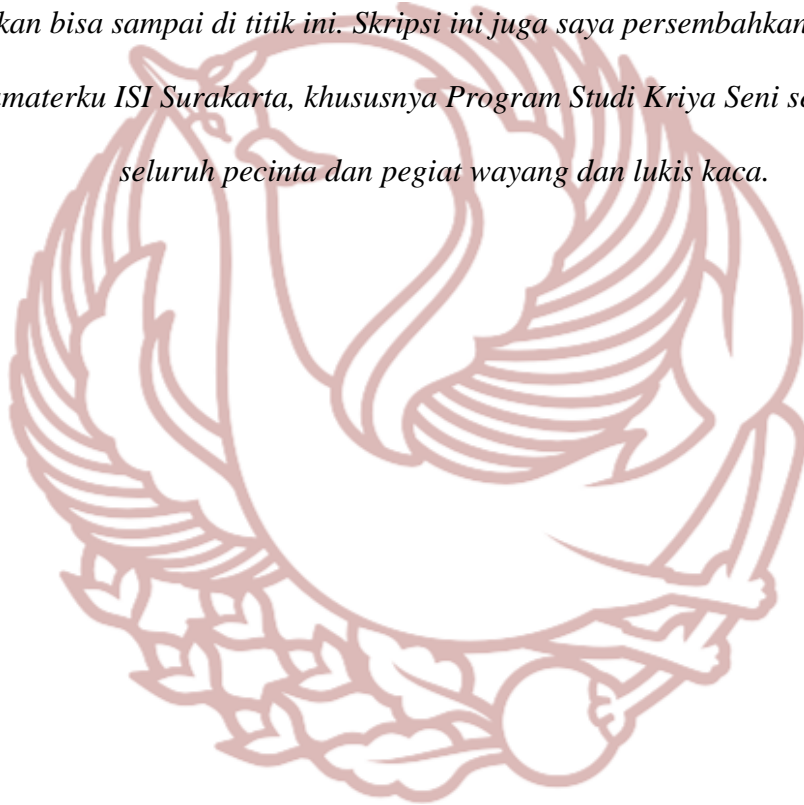 kan bisa sampai di titik ini. Skripsi ini juga saya persembahkan
materku ISI Surakarta, khususnya Program Studi Kriya Seni se
seluruh pecinta dan pegiat wayang dan lukis kaca.